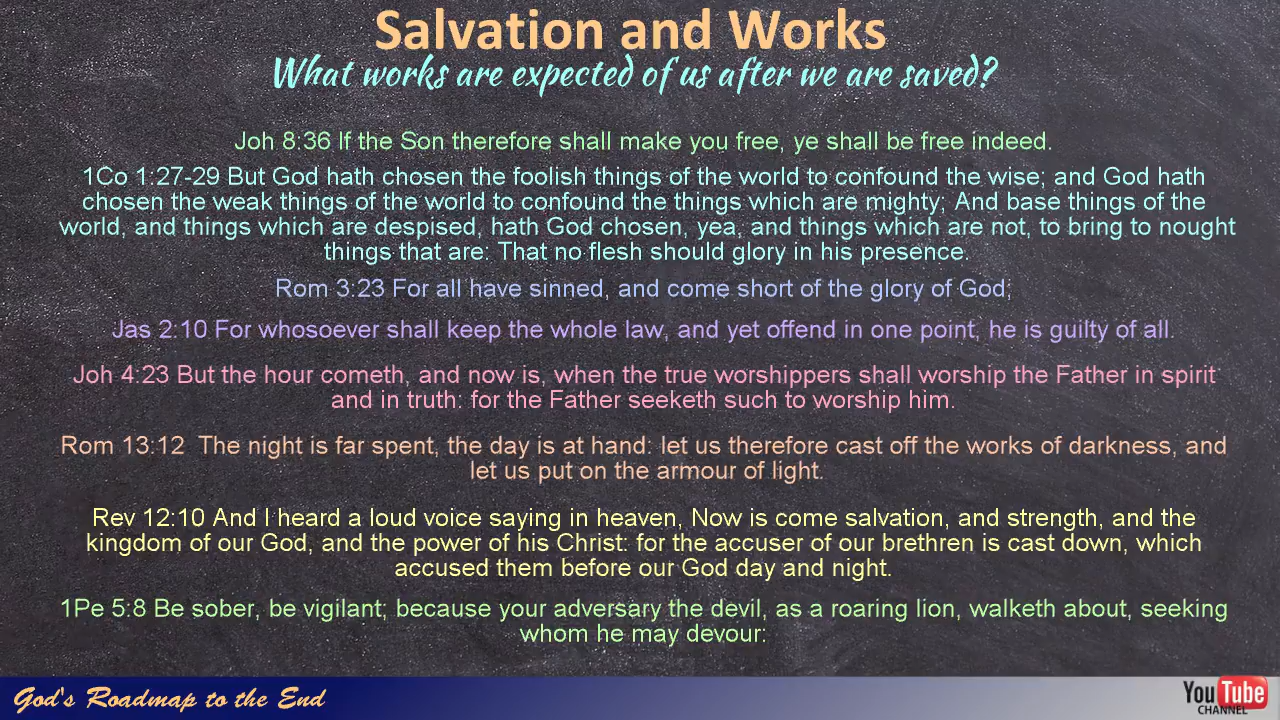 Salvation and Works
What works are expected of us after we are saved?
Joh 8:36 If the Son therefore shall make you free, ye shall be free indeed.
1Co 1:27-29 But God hath chosen the foolish things of the world to confound the wise; and God hath
chosen the weak things of the world to confound the things which are mighty; And base things of the
world, and things which are despised, hath God chosen, yea, and things which are not, to bring to nought
things that are: That no flesh should glory in his presence.
Rom 3:23 For all have sinned, and come short of the glory of God;
Jas 2:10 For whosoever shall keep the whole law, and yet offend in one point, he is guilty of all.
Joh 4:23 But the hour cometh, and now is, when the true worshippers shall worship the Father in spirit
and in truth: for the Father seeketh such to worship him.
Rom 13:12  The night is far spent, the day is at hand: let us therefore cast off the works of darkness, and
let us put on the armour of light.
Rev 12:10 And I heard a loud voice saying in heaven, Now is come salvation, and strength, and the
kingdom of our God, and the power of his Christ: for the accuser of our brethren is cast down, which
accused them before our God day and night.
1Pe 5:8 Be sober, be vigilant; because your adversary the devil, as a roaring lion, walketh about, seeking
whom he may devour:
God's Roadmap to the End
YouTube
CHANNEL